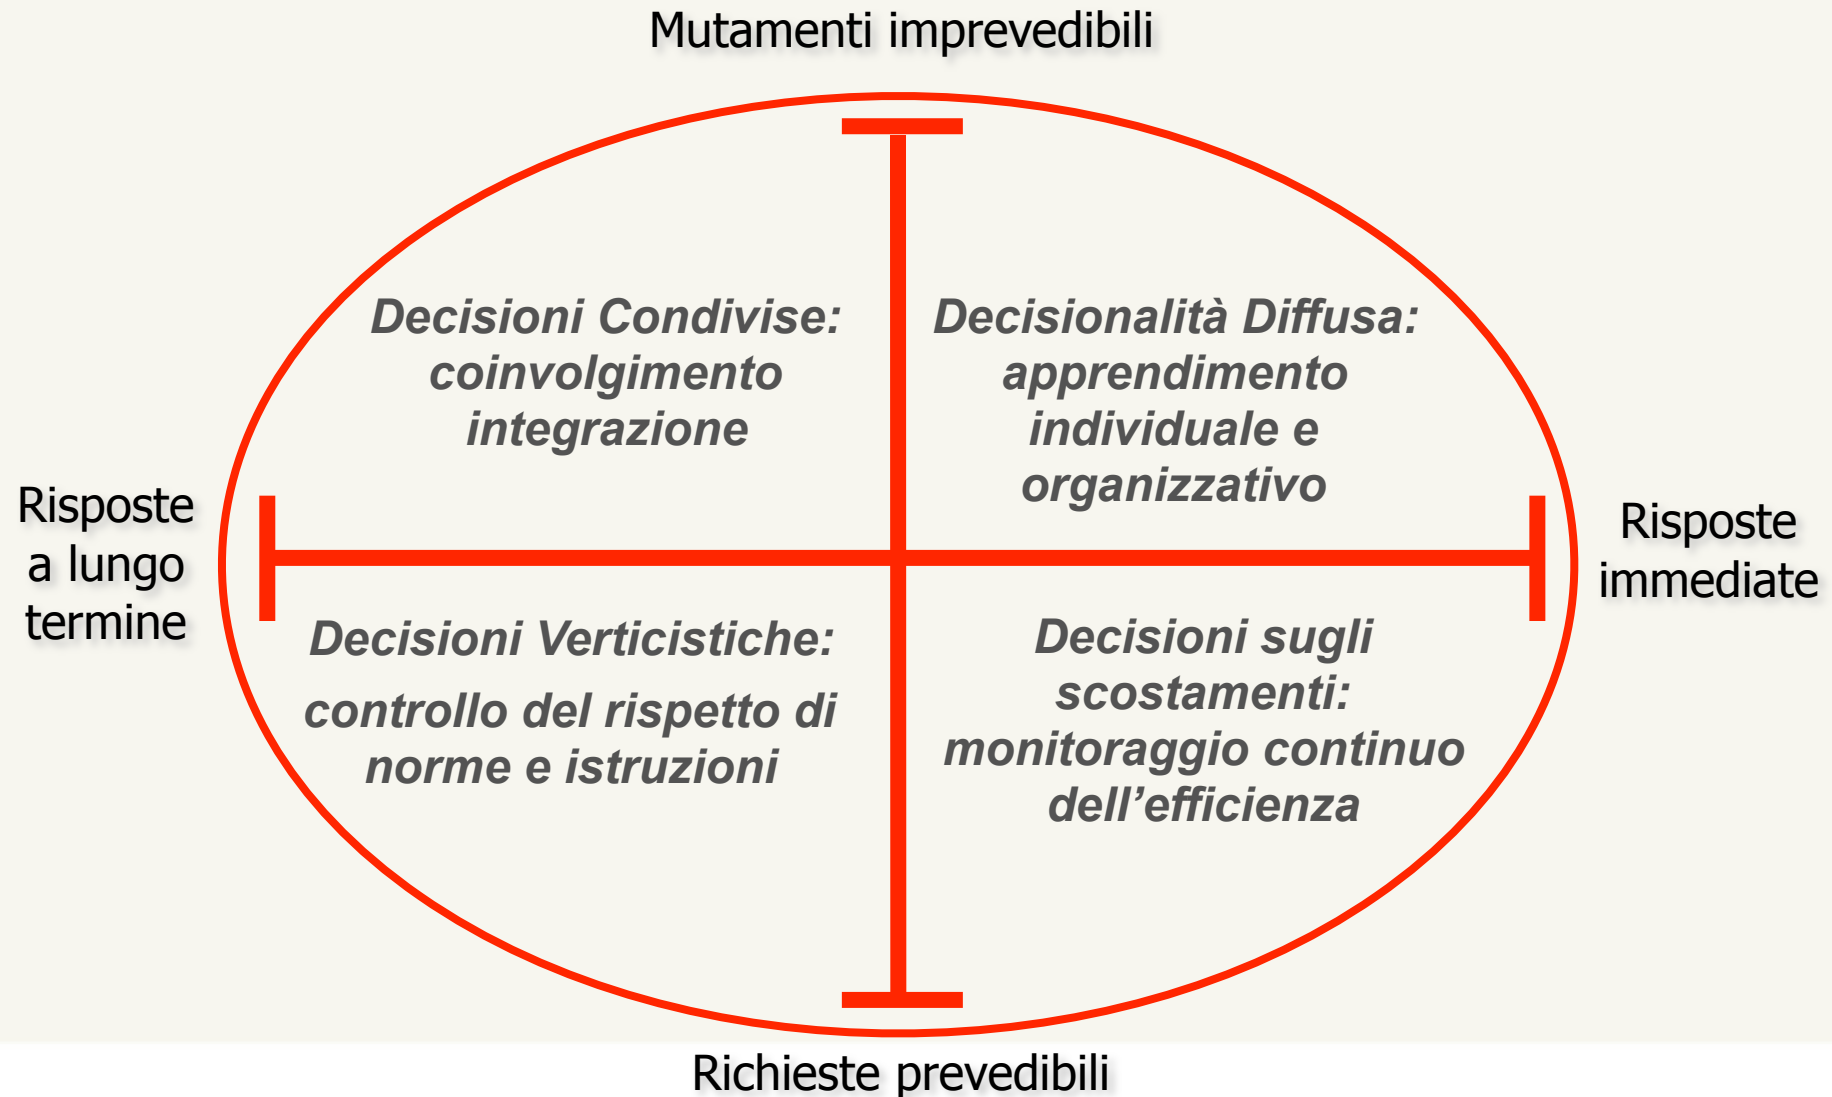 Mutamenti imprevedibili
Decisioni Condivise:
coinvolgimento
integrazione
Decisionalità Diffusa:
apprendimento
individuale e
organizzativo
Risposte
a lungo
termine
Risposte
immediate
Decisioni Verticistiche:
controllo del rispetto di
norme e istruzioni
Decisioni sugli
scostamenti:
monitoraggio continuo
dell’efficienza
Richieste prevedibili